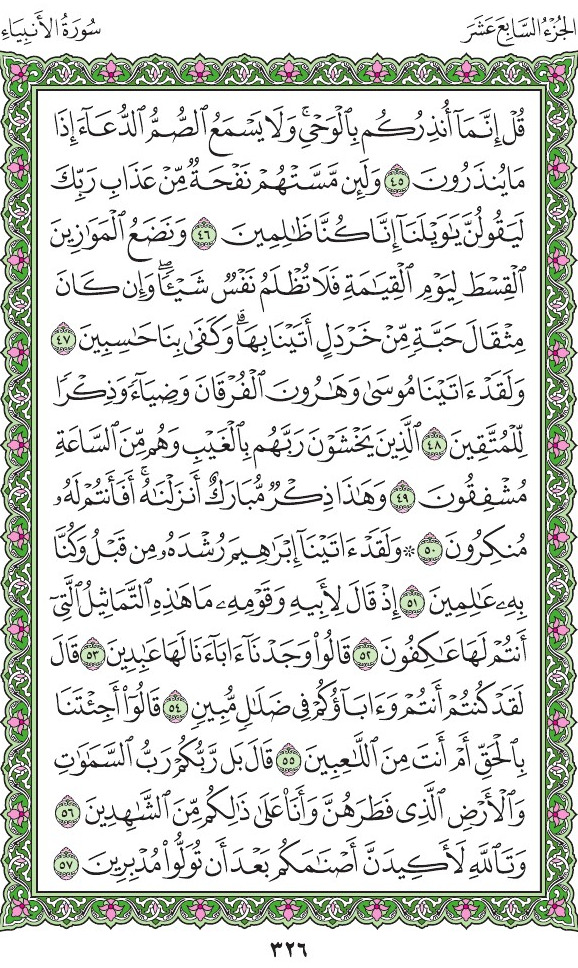 الجزء السابع عشر
سورة الأنبياء
قُلْ إِنَّمَآ أُنذِرُكُم بِٱلْوَحْىِ ۚ وَلَا يَسْمَعُ ٱلصُّمُّ ٱلدُّعَآءَ إِذَا
مَا يُنذَرُونَ ٤٥ وَلَئِن مَّسَّتْهُمْ نَفْحَةٌ مِّنْ عَذَابِ رَبِّكَ
لَيَقُولُنَّ يَٰوَيْلَنَآ إِنَّا كُنَّا ظَٰلِمِينَ ٤٦ وَنَضَعُ ٱلْمَوَٰزِينَ
ٱلْقِسْطَ لِيَوْمِ ٱلْقِيَٰمَةِ فَلَا تُظْلَمُ نَفْسٌ شَيْـًٔا ۖ وَإِن كَانَ
مِثْقَالَ حَبَّةٍ مِّنْ خَرْدَلٍ أَتَيْنَا بِهَا ۗ وَكَفَىٰ بِنَا حَٰسِبِينَ ٤٧
وَلَقَدْ ءَاتَيْنَا مُوسَىٰ وَهَٰرُونَ ٱلْفُرْقَانَ وَضِيَآءً وَذِكْرًا
لِّلْمُتَّقِينَ ٤٨ ٱلَّذِينَ يَخْشَوْنَ رَبَّهُم بِٱلْغَيْبِ وَهُم مِّنَ ٱلسَّاعَةِ
مُشْفِقُونَ ٤٩ وَهَٰذَا ذِكْرٌ مُّبَارَكٌ أَنزَلْنَٰهُ ۚ أَفَأَنتُمْ لَهُۥ
مُنكِرُونَ ٥٠ ۞ وَلَقَدْ ءَاتَيْنَآ إِبْرَٰهِيمَ رُشْدَهُۥ مِن قَبْلُ وَكُنَّا
بِهِۦ عَٰلِمِينَ ٥١ إِذْ قَالَ لِأَبِيهِ وَقَوْمِهِۦ مَا هَٰذِهِ ٱلتَّمَاثِيلُ ٱلَّتِىٓ
أَنتُمْ لَهَا عَٰكِفُونَ ٥٢ قَالُوا۟ وَجَدْنَآ ءَابَآءَنَا لَهَا عَٰبِدِينَ ٥٣ قَالَ
لَقَدْ كُنتُمْ أَنتُمْ وَءَابَآؤُكُمْ فِى ضَلَٰلٍ مُّبِينٍ ٥٤ قَالُوٓا۟ أَجِئْتَنَا
بِٱلْحَقِّ أَمْ أَنتَ مِنَ ٱللَّٰعِبِينَ ٥٥ قَالَ بَل رَّبُّكُمْ رَبُّ ٱلسَّمَٰوَٰتِ
وَٱلْأَرْضِ ٱلَّذِى فَطَرَهُنَّ وَأَنَا۠ عَلَىٰ ذَٰلِكُم مِّنَ ٱلشَّٰهِدِينَ ٥٦
وَتَٱللَّهِ لَأَكِيدَنَّ أَصْنَٰمَكُم بَعْدَ أَن تُوَلُّوا۟ مُدْبِرِينَ ٥٧
٣٢٦